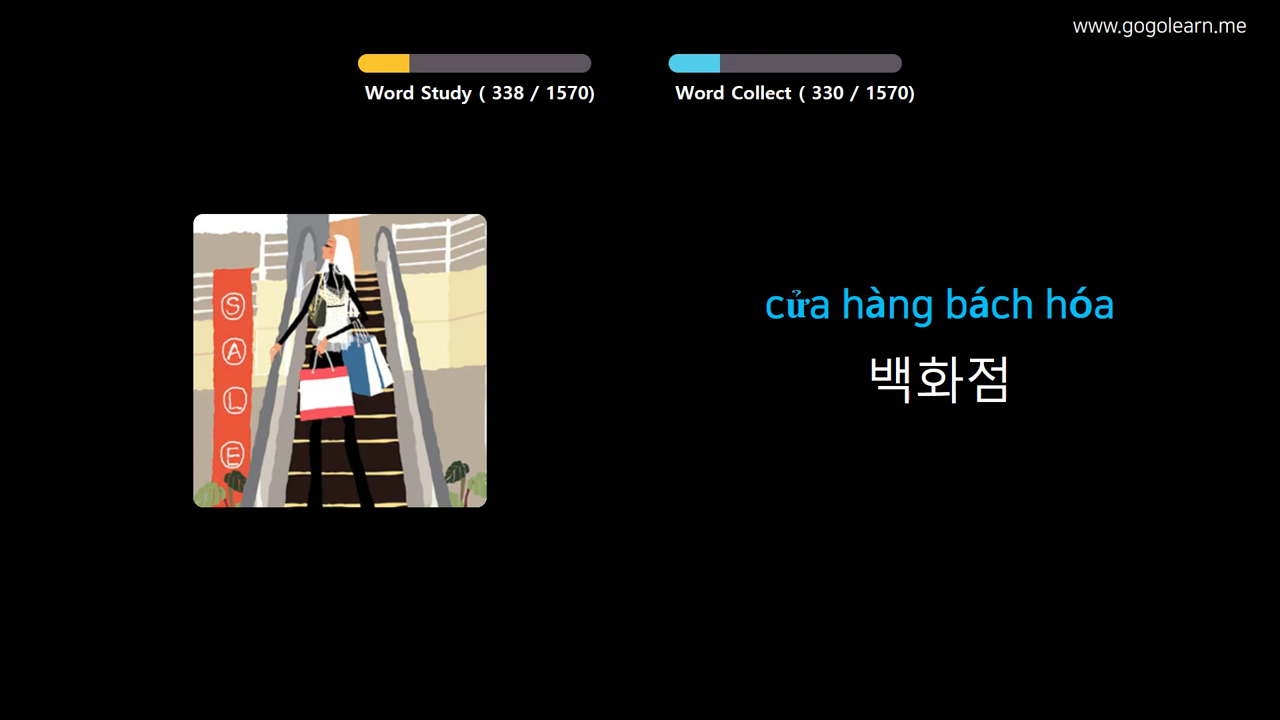 www.gogolearn.me
Word Study ( 338 / 1570)
Word Collect ( 330 / 1570)
SALE
cửa hàng bách hóa
백화점